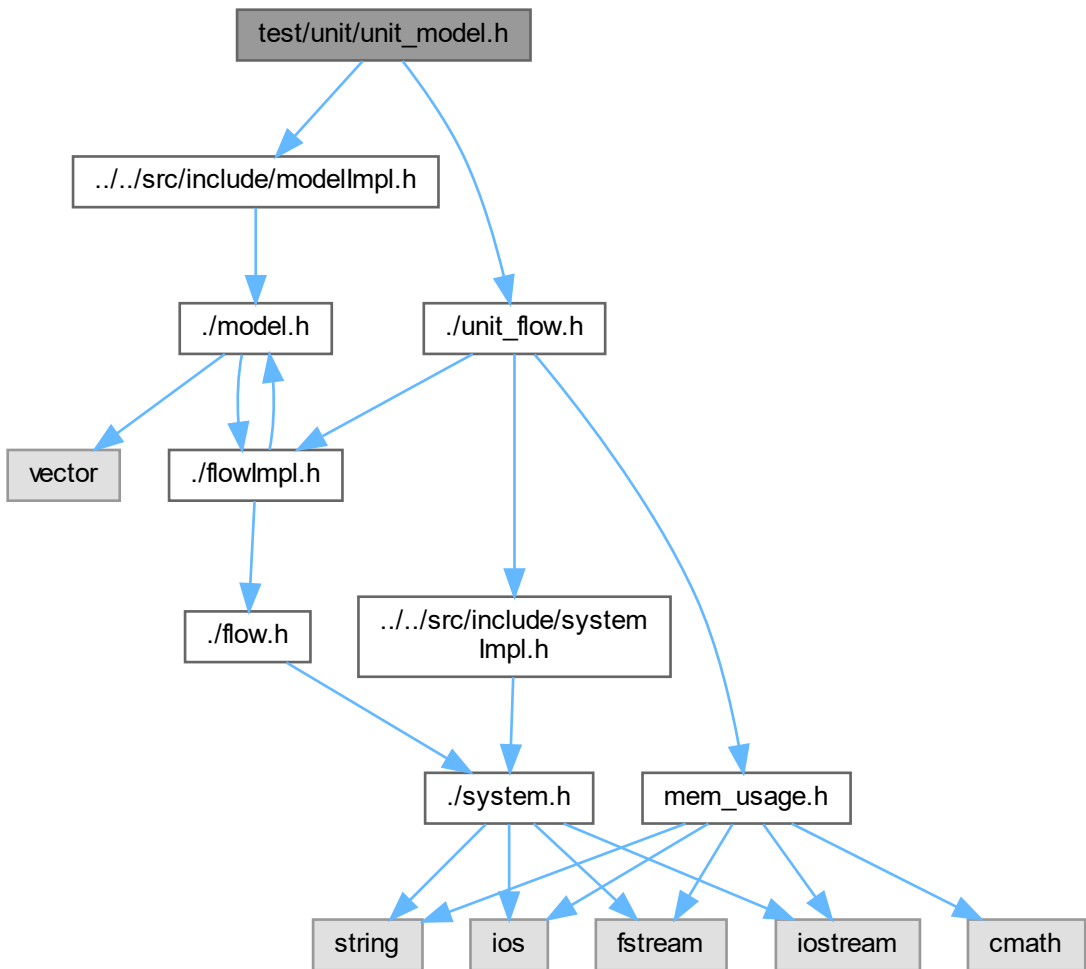 test/unit/unit_model.h
../../src/include/modelImpl.h
./model.h
./unit_flow.h
vector
./flowImpl.h
./flow.h
../../src/include/system
Impl.h
./system.h
mem_usage.h
string
ios
fstream
iostream
cmath